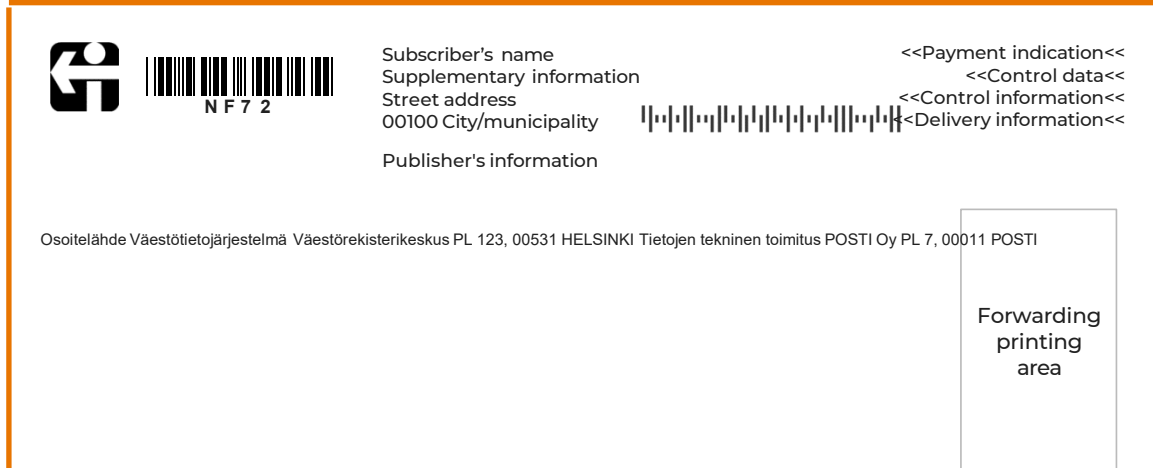 NF72
Subscriber's name
Supplementary information
Street address
00100 City/municipality
Publisher's information
<<Payment indication<<
<<Control data<<
<<Control information<<
<<Delivery information<<
Osoitelähde Väestötietojärjestelmä Väestörekisterikeskus PL 123, 00531 HELSINKI Tietojen tekninen toimitus POSTI Oy PL 7, 00011 POSTI
Forwarding
printing
area